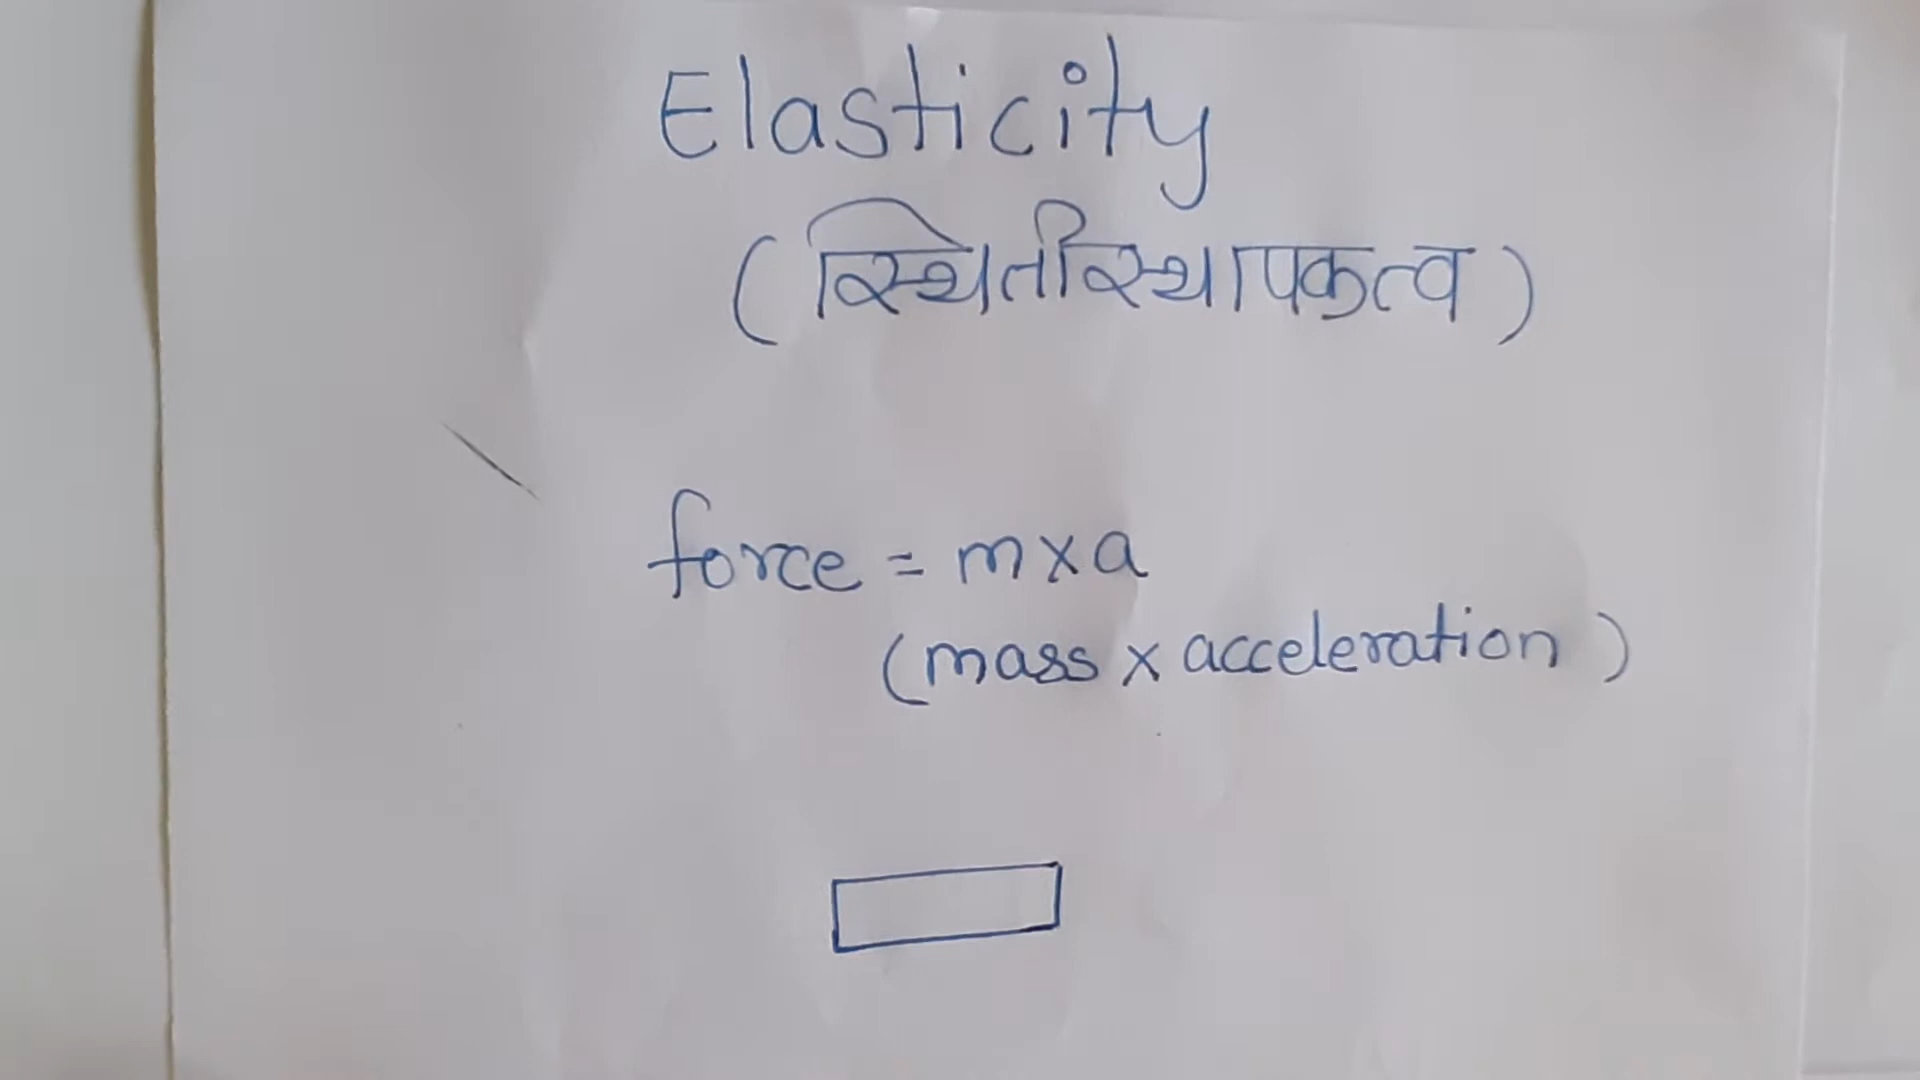 Elasticity
(स्थितीस्थापकत्व)
force = m x a
(mass x acceleration)